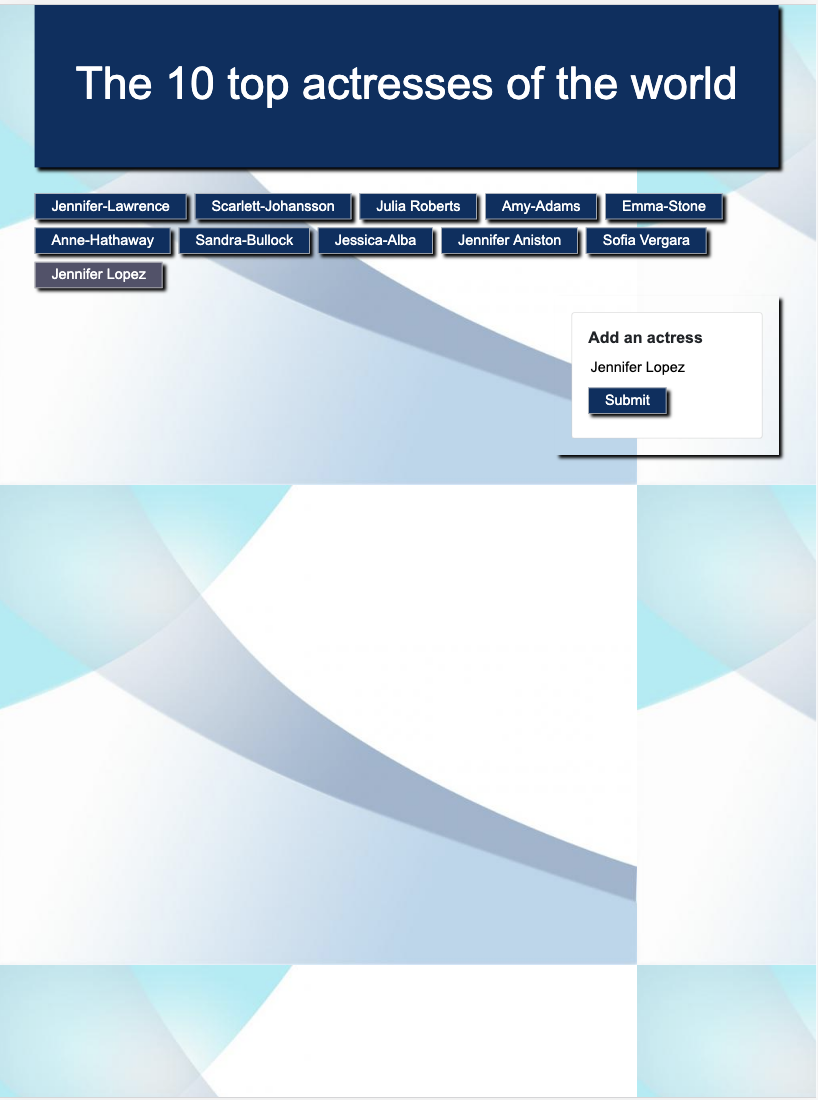 The 10 top actresses of the world
Jennifer-Lawrence Scarlett-Johansson Julia Roberts Amy-Adams Emma-Stone
Anne-Hathaway Sandra-Bullock Jessica-Alba Jennifer Aniston Sofia Vergara
Jennifer Lopez
Add an actress
Jennifer Lopez
Submit